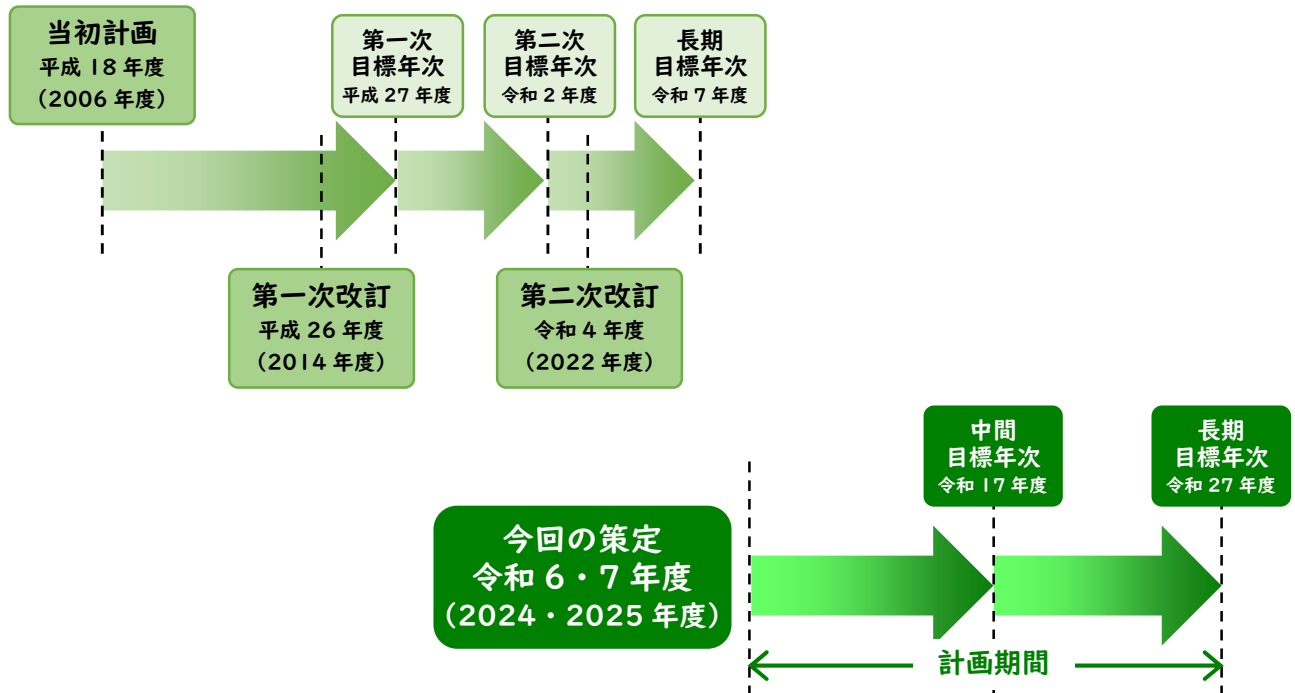 当初計画
平成 18 年度
（2006 年度）
第一次
目標年次
平成 27 年度
第二次
目標年次
令和 2 年度
長期
目標年次
令和 7 年度
第一次改訂
平成 26 年度
（2014 年度）
第二次改訂
令和 4 年度
（2022 年度）
中間
目標年次
令和 17 年度
長期
目標年次
令和 27 年度
今回の策定
令和 6・7 年度
（2024・2025 年度）
計画期間